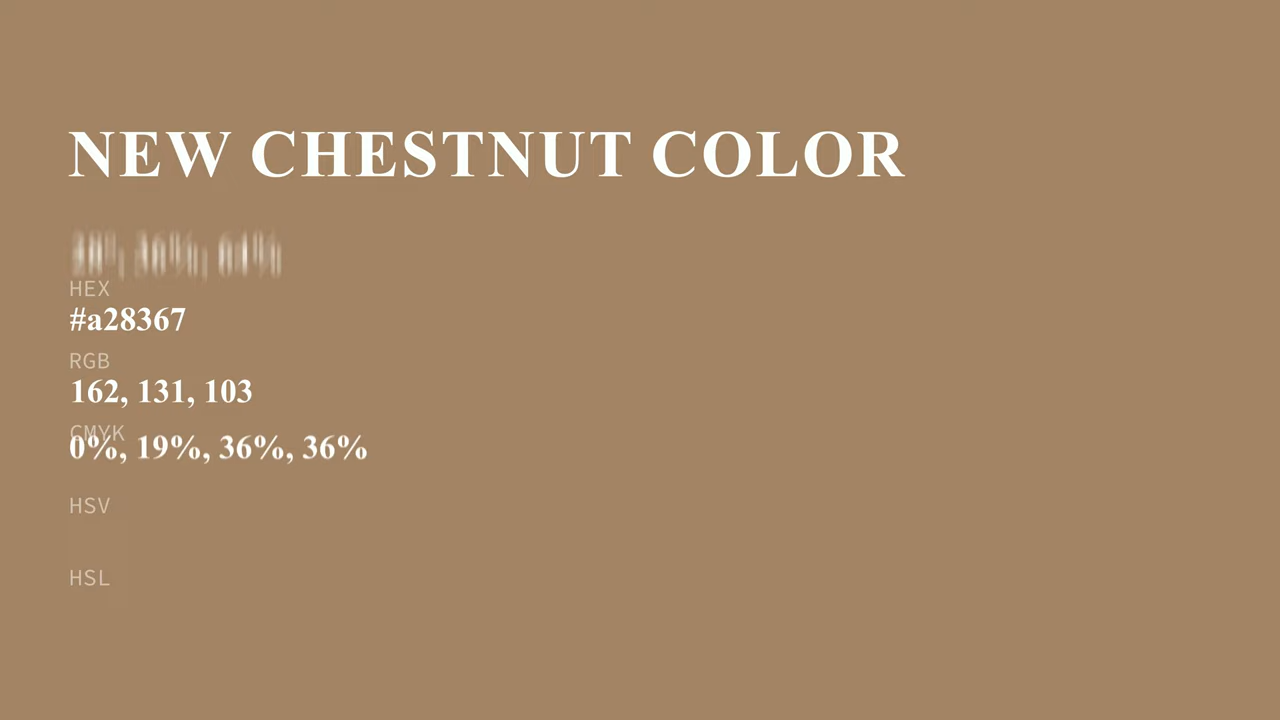 NEW CHESTNUT COLOR
HEX
#a28367
RGB
162, 131, 103
CMYK
0%, 19%, 36%, 36%
HSV
HSL